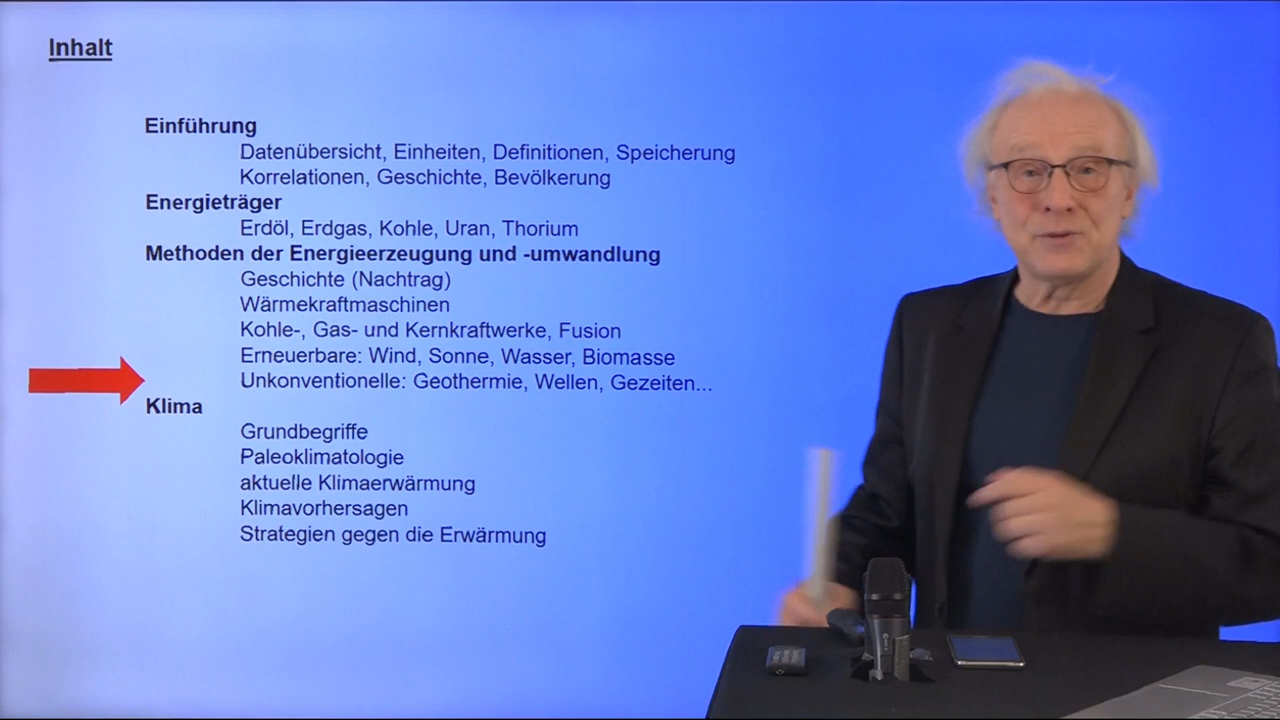 Inhalt
Einführung
Datenübersicht, Einheiten, Definitionen, Speicherung
Korrelationen, Geschichte, Bevölkerung
Energieträger
Erdöl, Erdgas, Kohle, Uran, Thorium
Methoden der Energieerzeugung und -umwandlung
Geschichte (Nachtrag)
Wärmekraftmaschinen
Kohle-, Gas- und Kernkraftwerke, Fusion
Erneuerbare: Wind, Sonne, Wasser, Biomasse
Unkonventionelle: Geothermie, Wellen, Gezeiten...
Klima
Grundbegriffe
Paleoklimatologie
aktuelle Klimaerwärmung
Klimavorhersagen
Strategien gegen die Erwärmung